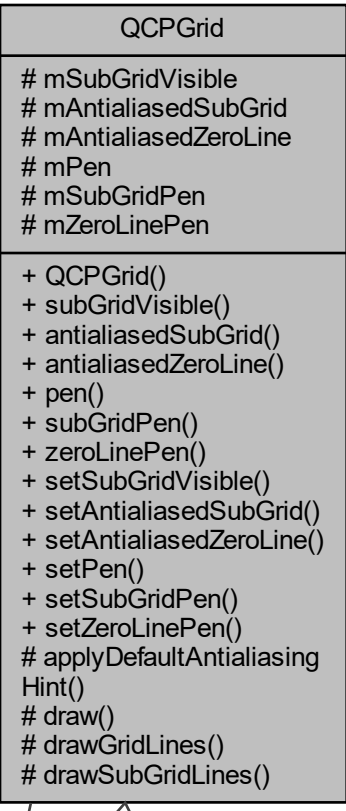 QCPGrid
# mSubGridVisible
# mAntialiasedSubGrid
# mAntialiasedZeroLine
# mPen
# mSubGridPen
# mZeroLinePen
+ QCPGrid()
+ subGridVisible()
+ antialiasedSubGrid()
+ antialiasedZeroLine()
+ pen()
+ subGridPen()
+ zeroLinePen()
+ setSubGridVisible()
+ setAntialiasedSubGrid()
+ setAntialiasedZeroLine()
+ setPen()
+ setSubGridPen()
+ setZeroLinePen()
# applyDefaultAntialiasing
Hint()
# draw()
# drawGridLines()
# drawSubGridLines()